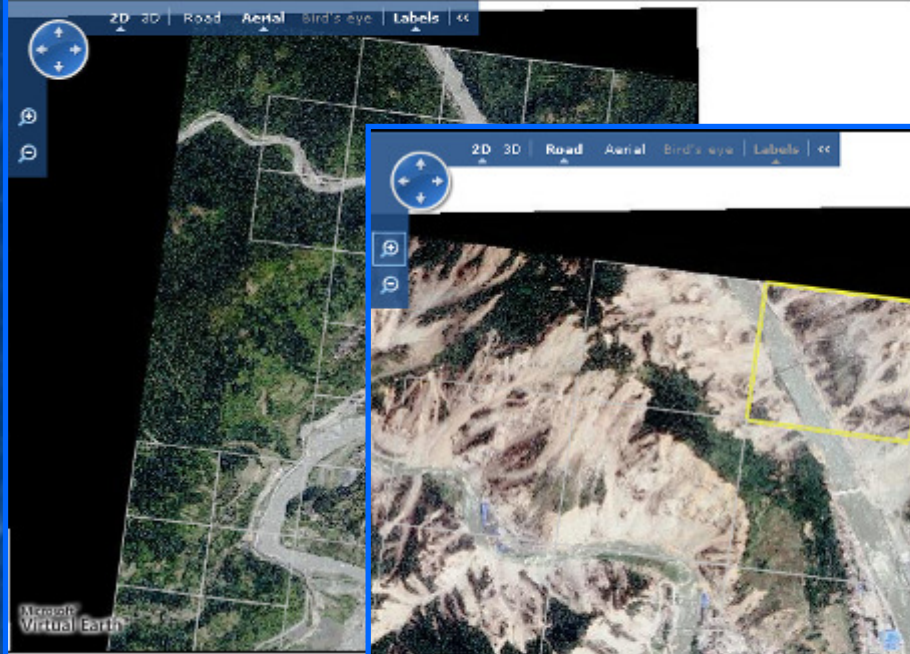 2D 3D | Road Aerial Bird's eye | Labels | <<
2D 3D | Road Aerial Bird's eye | Labels | <<
Microsoft
Virtual Earth